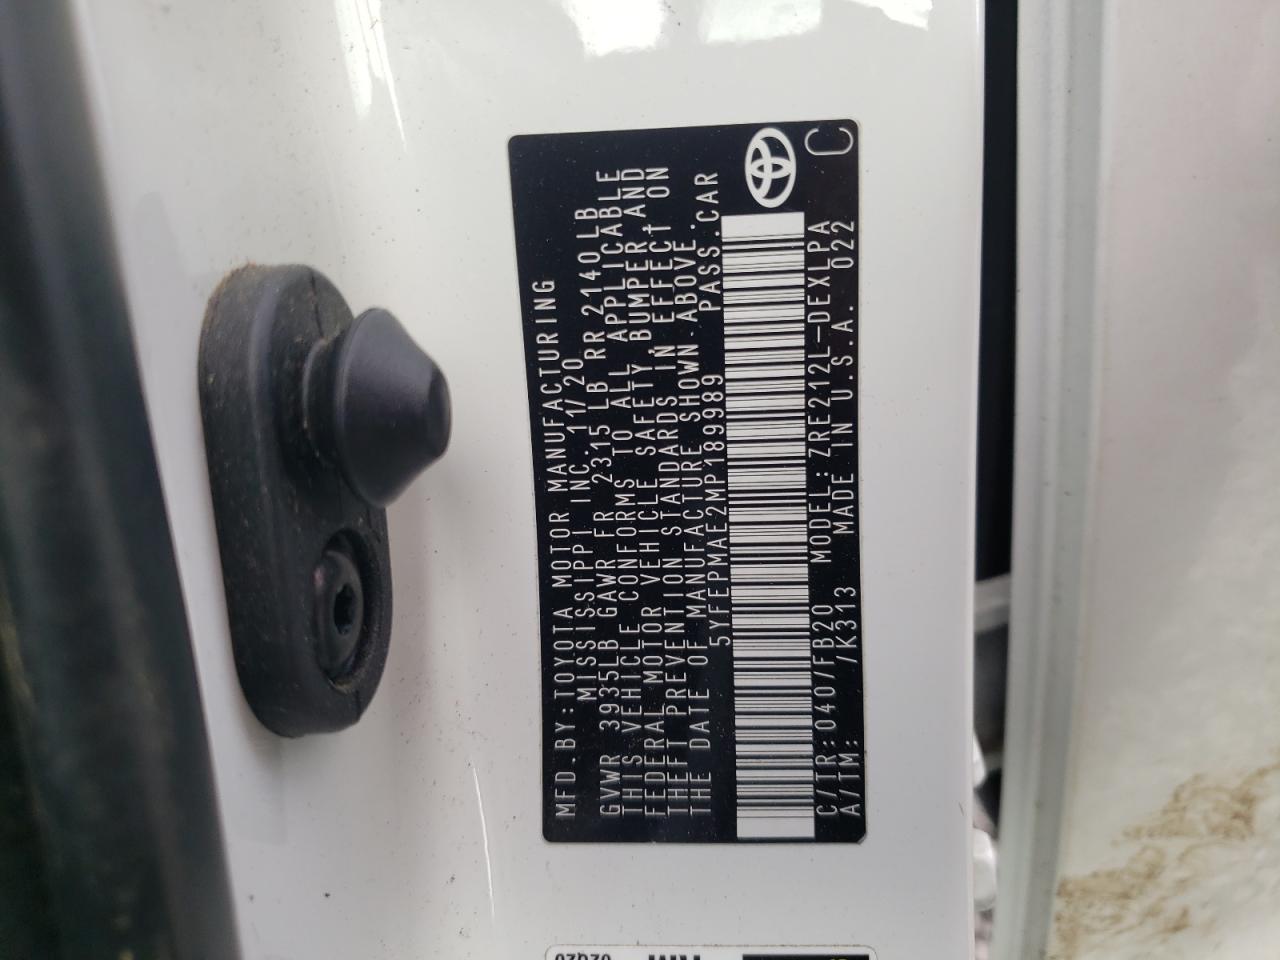 MFD.BY:TOYOTA MOTOR MANUFACTURING
MISSISSIPPI INC. 11/20
GVWR 3935LB GAWR FR 2315 LB RR 2140LB
THIS VEHICLE CONFORMS TO ALL APPLICABLE
FEDERAL MOTOR VEHICLE SAFETY, BUMPER, AND
THEFT PREVENTION STANDARDS IN EFFECT ON
THE DATE OF MANUFACTURE SHOWN ABOVE.
5YFEPMAE2MP189989 PASS.CAR
C/TR:040/FB20 MODEL:ZRE212L-DEXLPA
A/TM: /K313 MADE IN U.S.A. 022
C